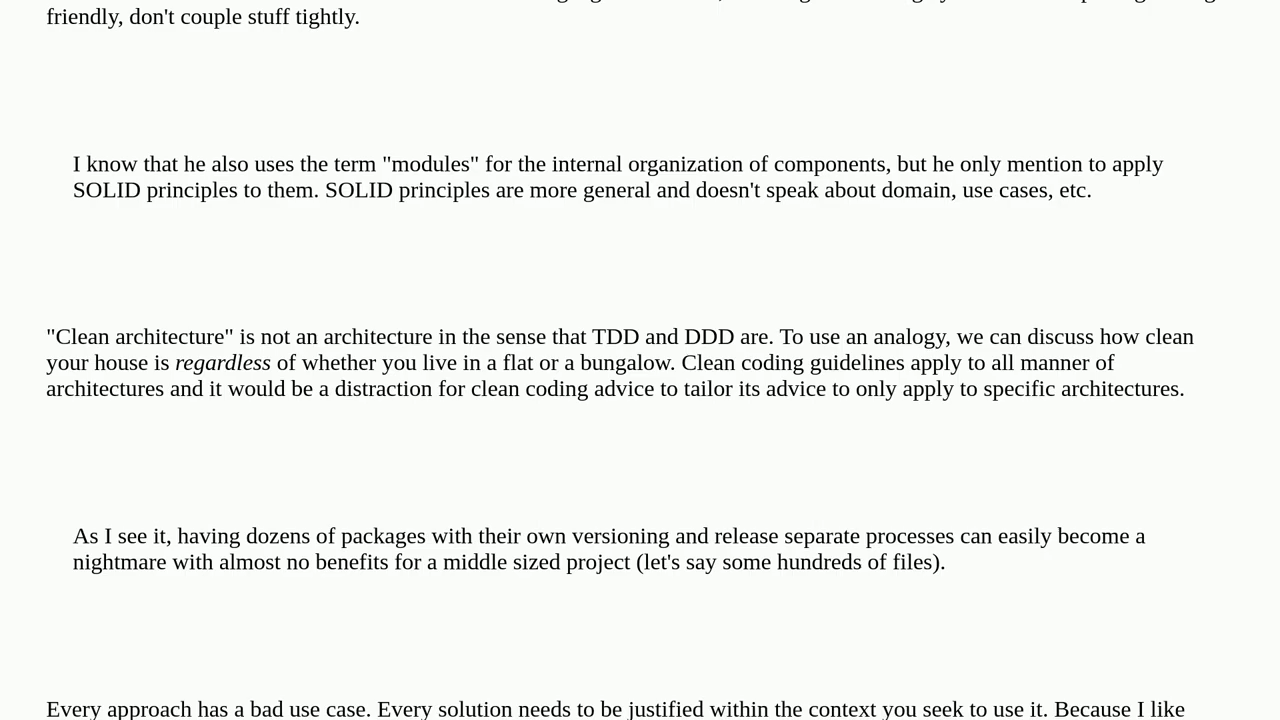 friendly, don't couple stuff tightly.
I know that he also uses the term "modules" for the internal organization of components, but he only mention to apply
SOLID principles to them. SOLID principles are more general and doesn't speak about domain, use cases, etc.
"Clean architecture" is not an architecture in the sense that TDD and DDD are. To use an analogy, we can discuss how clean
your house is regardless of whether you live in a flat or a bungalow. Clean coding guidelines apply to all manner of
architectures and it would be a distraction for clean coding advice to tailor its advice to only apply to specific architectures.
As I see it, having dozens of packages with their own versioning and release separate processes can easily become a
nightmare with almost no benefits for a middle sized project (let's say some hundreds of files).
Every approach has a bad use case. Every solution needs to be justified within the context you seek to use it. Because I like